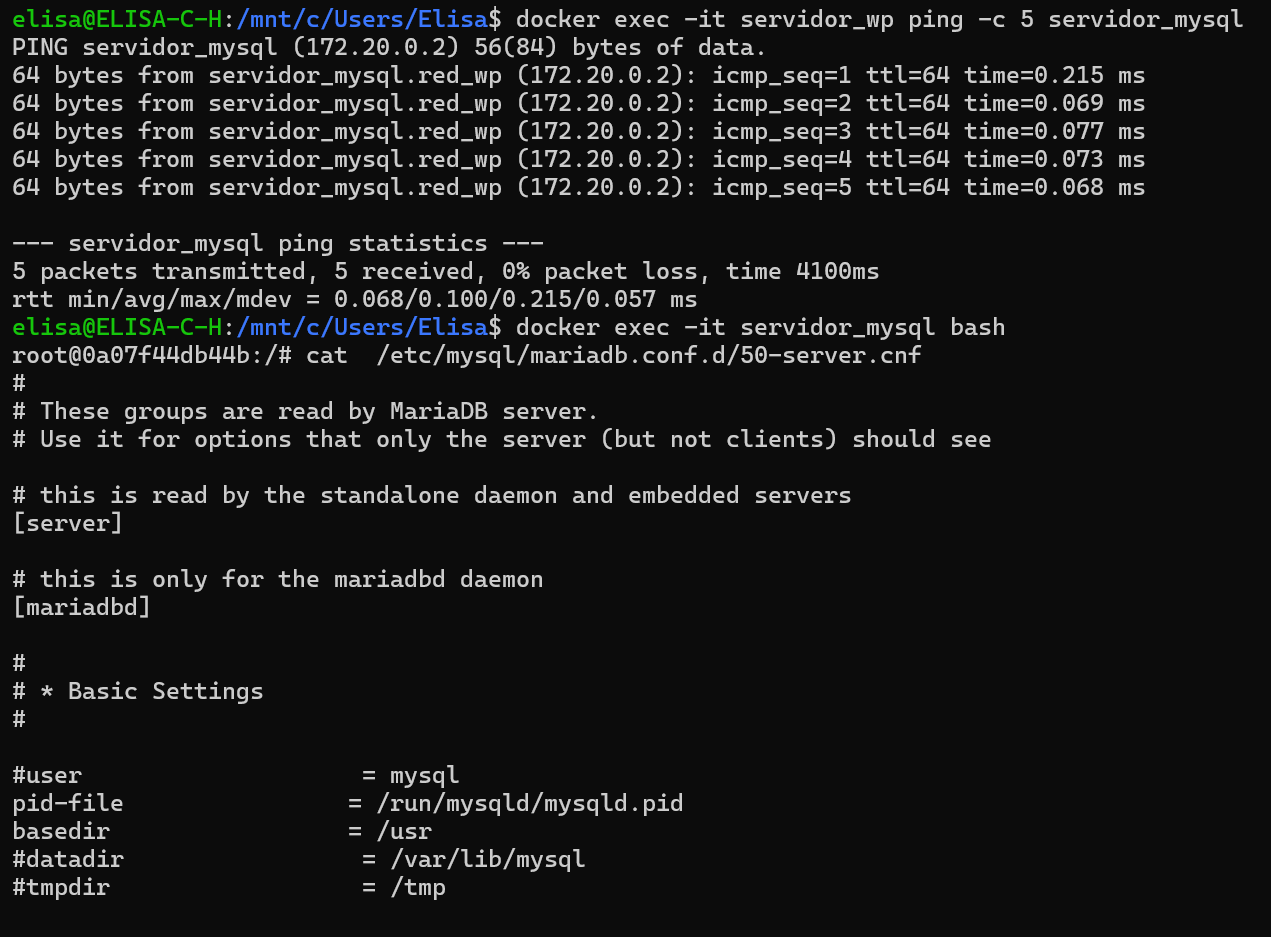 elisa@ELISA-C-H:/mnt/c/Users/Elisa$ docker exec -it servidor_wp ping -c 5 servidor_mysql
PING servidor_mysql (172.20.0.2) 56(84) bytes of data.
64 bytes from servidor_mysql.red_wp (172.20.0.2): icmp_seq=1 ttl=64 time=0.215 ms
64 bytes from servidor_mysql.red_wp (172.20.0.2): icmp_seq=2 ttl=64 time=0.069 ms
64 bytes from servidor_mysql.red_wp (172.20.0.2): icmp_seq=3 ttl=64 time=0.077 ms
64 bytes from servidor_mysql.red_wp (172.20.0.2): icmp_seq=4 ttl=64 time=0.073 ms
64 bytes from servidor_mysql.red_wp (172.20.0.2): icmp_seq=5 ttl=64 time=0.068 ms

--- servidor_mysql ping statistics ---
5 packets transmitted, 5 received, 0% packet loss, time 4100ms
rtt min/avg/max/mdev = 0.068/0.100/0.215/0.057 ms
elisa@ELISA-C-H:/mnt/c/Users/Elisa$ docker exec -it servidor_mysql bash
root@0a07f44db44b:/# cat  /etc/mysql/mariadb.conf.d/50-server.cnf
#
# These groups are read by MariaDB server.
# Use it for options that only the server (but not clients) should see

# this is read by the standalone daemon and embedded servers
[server]

# this is only for the mariadbd daemon
[mariadbd]

#
# * Basic Settings
#

#user                    = mysql
pid-file                = /run/mysqld/mysqld.pid
basedir                 = /usr
#datadir                 = /var/lib/mysql
#tmpdir                  = /tmp